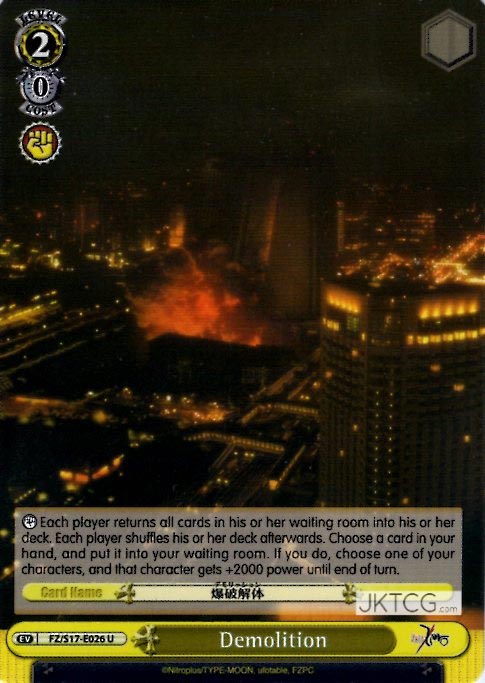 LEVEL
2
0
COST
Each player returns all cards in his or her waiting room into his or her
deck. Each player shuffles his or her deck afterwards. Choose a card in your
hand, and put it into your waiting room. If you do, choose one of your
characters, and that character gets +2000 power until end of turn.
デモリッション
Card Name 爆破解体
JKTCG.com
EV FZ/S17-E026 U Demolition
©Nitroplus/TYPE-MOON, ufotable, FZPC